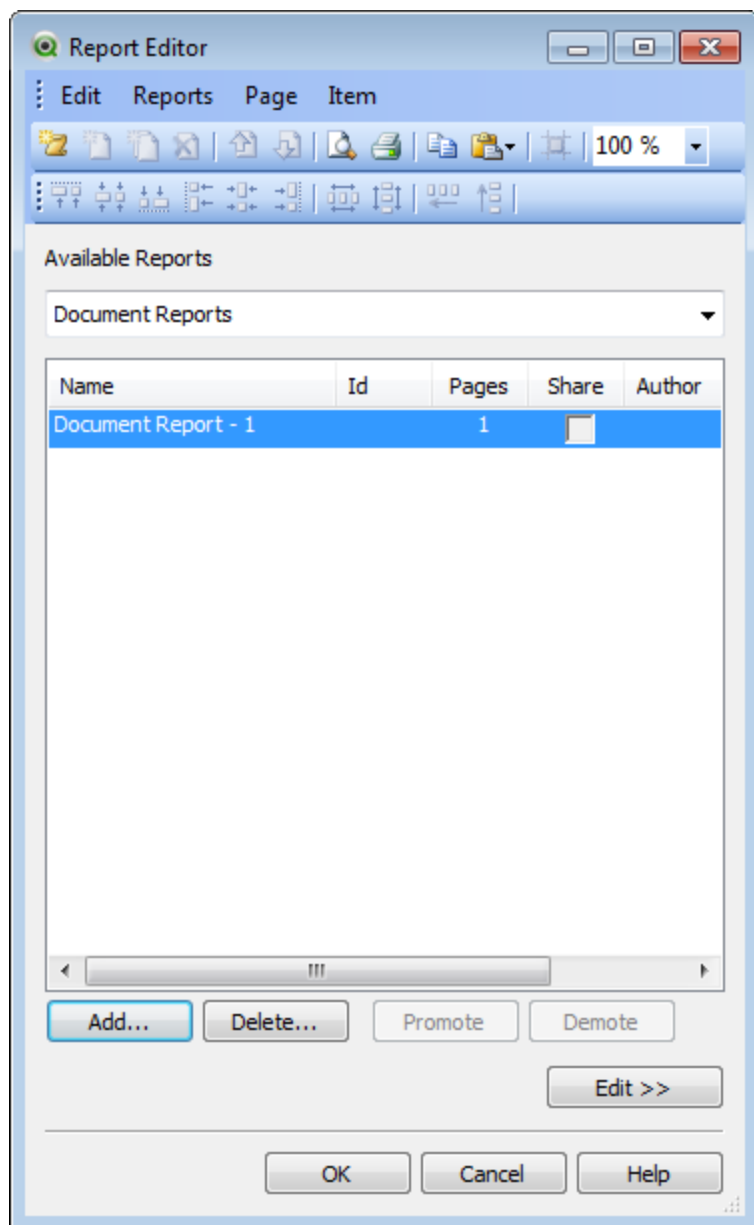 Report Editor
Edit Reports Page Item
100 %
Available Reports
Document Reports
Name Id Pages Share Author
Document Report - 1 1
Add... Delete... Promote Demote
Edit >>
OK Cancel Help